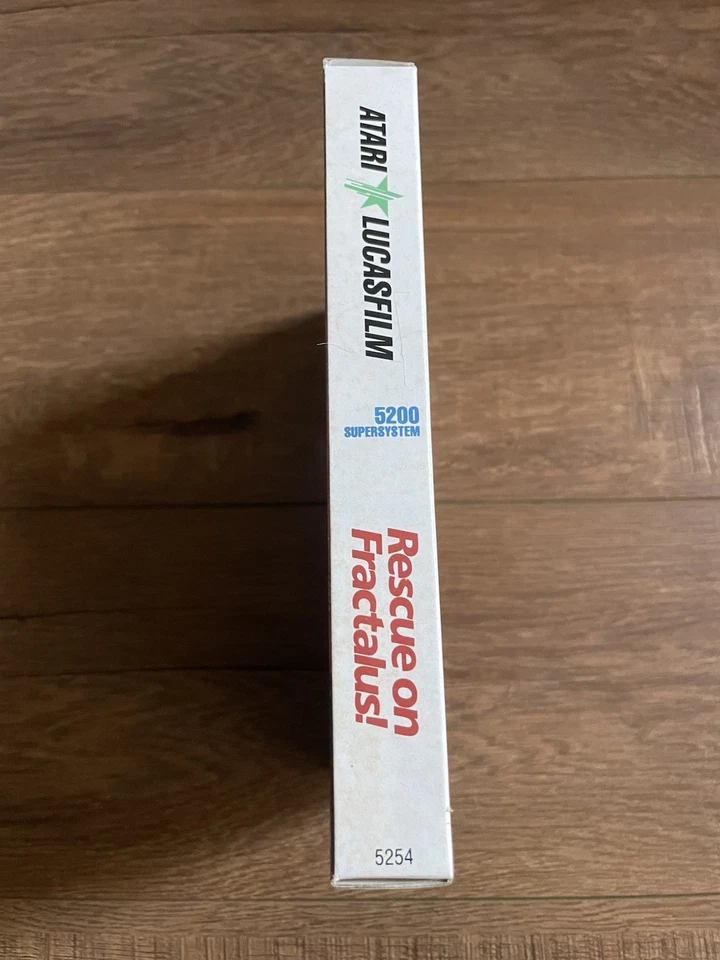 ATARI LUCASFILM
5200
SUPERSYSTEM
Rescue on
Fractalus!
5254